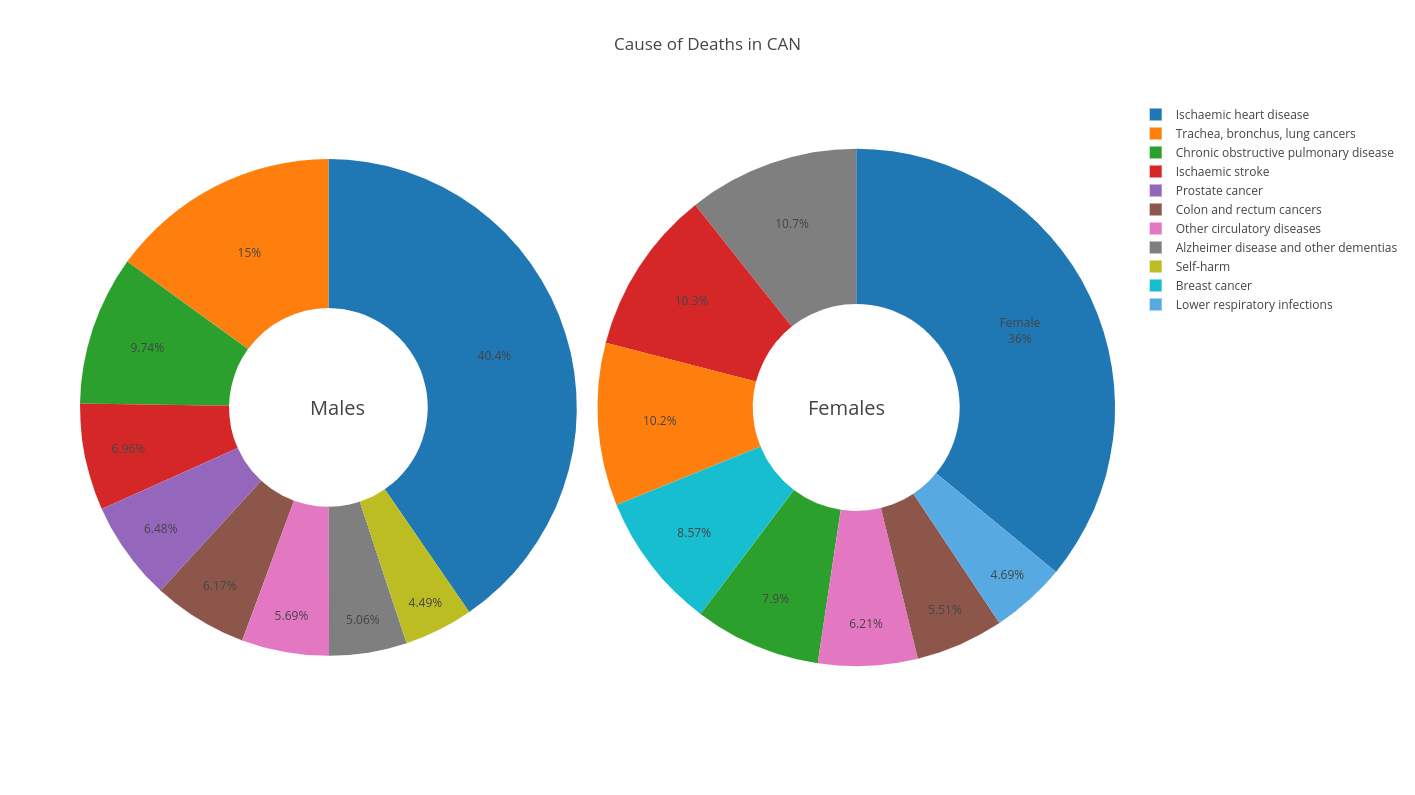 Cause of Deaths in CAN
15%
40.4%
9.74%
6.96%
6.48%
6.17%
5.69%
5.06%
4.49%
Males
10.7%
Female
36%
10.3%
10.2%
8.57%
7.9%
6.21%
5.51%
4.69%
Females
Ischaemic heart disease
Trachea, bronchus, lung cancers
Chronic obstructive pulmonary disease
Ischaemic stroke
Prostate cancer
Colon and rectum cancers
Other circulatory diseases
Alzheimer disease and other dementias
Self-harm
Breast cancer
Lower respiratory infections